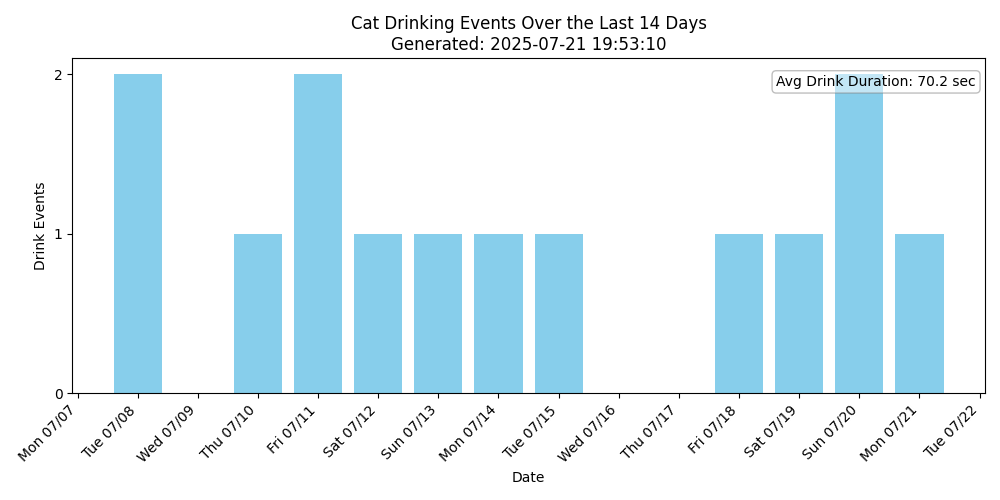 Cat Drinking Events Over the Last 14 Days
Generated: 2025-07-21 19:53:10
Avg Drink Duration: 70.2 sec
Drink Events
2
1
0
Mon 07/07
Tue 07/08
Wed 07/09
Thu 07/10
Fri 07/11
Sat 07/12
Sun 07/13
Mon 07/14
Tue 07/15
Wed 07/16
Thu 07/17
Fri 07/18
Sat 07/19
Sun 07/20
Mon 07/21
Tue 07/22
Date